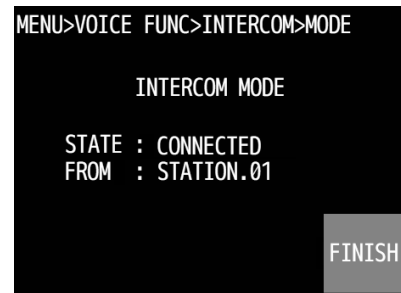 MENU>VOICE FUNC>INTERCOM>MODE
INTERCOM MODE
STATE : CONNECTED
FROM : STATION.01
FINISH